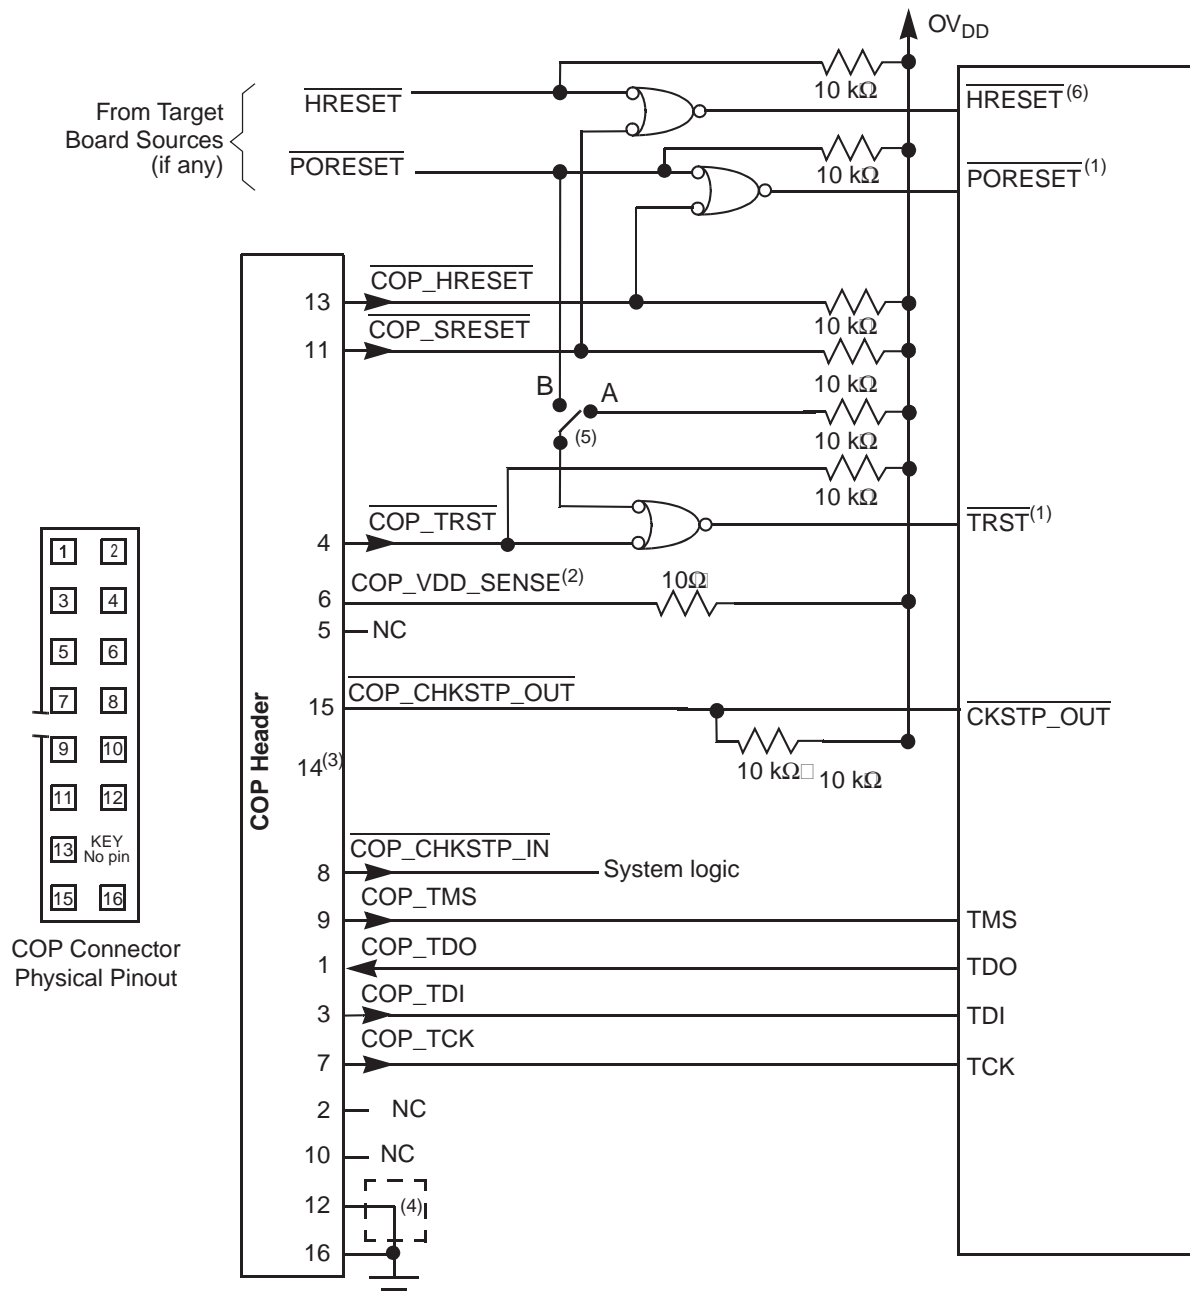 OVDD
10 kΩ
From Target
Board Sources
(if any)
HRESET
HRESET(6)
PORESET
10 kΩ
PORESET(1)
COP_HRESET
13
10 kΩ
COP_SRESET
11
10 kΩ
B
A
(5)
10 kΩ
10 kΩ
COP_TRST
4
TRST(1)
COP_VDD_SENSE(2)
10Ω
6
5
NC
COP_CHKSTP_OUT
15
CKSTP_OUT
10 kΩ
10 kΩ
14(3)
COP Header
COP_CHKSTP_IN
8
System logic
COP_TMS
9
TMS
COP_TDO
1
TDO
COP_TDI
3
TDI
COP_TCK
7
TCK
2
NC
10
NC
12
(4)
16
1 2
3 4
5 6
7 8
9 10
11 12
13 KEY
No pin
15 16
COP Connector
Physical Pinout